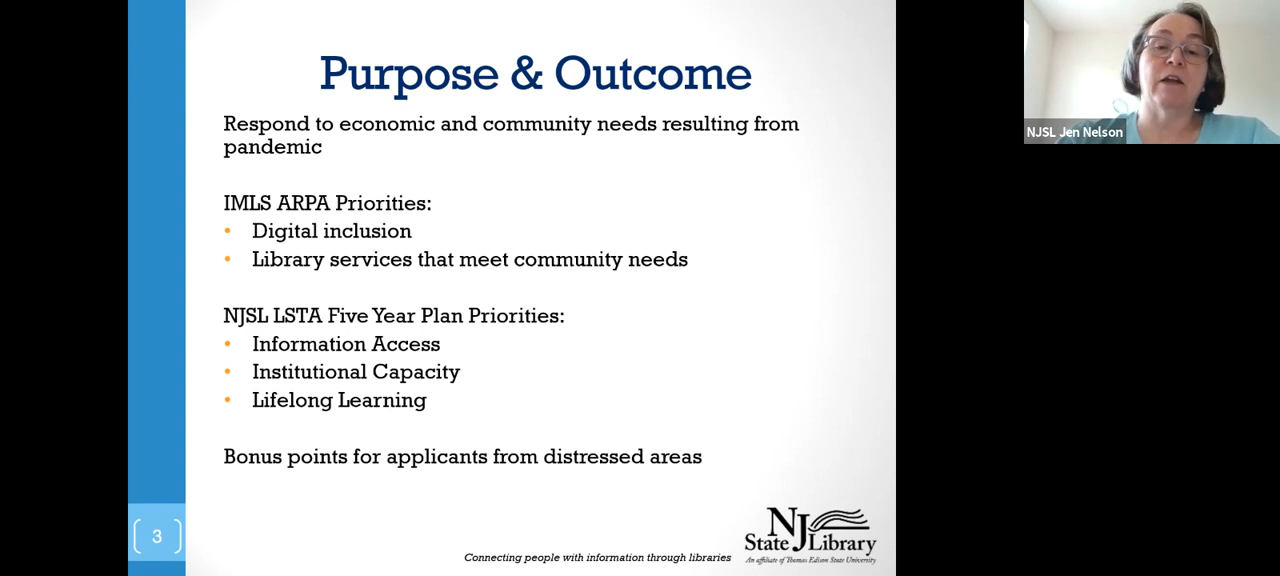 Purpose & Outcome
Respond to economic and community needs resulting from
pandemic
IMLS ARPA Priorities:
• Digital inclusion
• Library services that meet community needs
NJSL LSTA Five Year Plan Priorities:
• Information Access
• Institutional Capacity
• Lifelong Learning
Bonus points for applicants from distressed areas
3
Connecting people with information through libraries
NJ
State Library
An affiliate of Thomas Edison State University
NJSL Jen Nelson